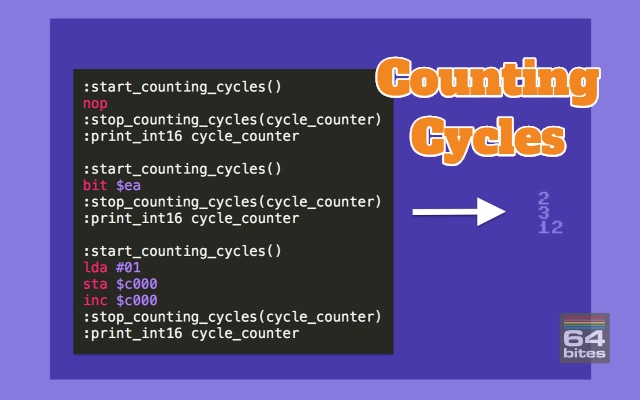 Counting
Cycles
:start_counting_cycles()
nop
:stop_counting_cycles(cycle_counter)
:print_int16 cycle_counter
:start_counting_cycles()
bit $ea
:stop_counting_cycles(cycle_counter)
:print_int16 cycle_counter
:start_counting_cycles()
lda #01
sta $c000
inc $c000
:stop_counting_cycles(cycle_counter)
:print_int16 cycle_counter
2
3
12
64
bites